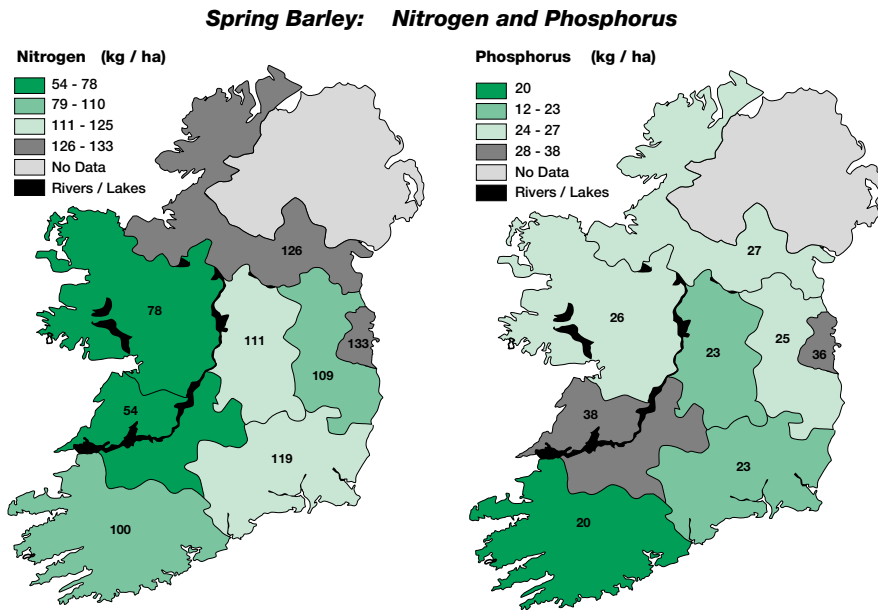 Spring Barley: Nitrogen and Phosphorus
Nitrogen (kg / ha)
54 - 78
79 - 110
111 - 125
126 - 133
No Data
Rivers / Lakes
126
78
111
133
109
54
119
100
Phosphorus (kg / ha)
20
12 - 23
24 - 27
28 - 38
No Data
Rivers / Lakes
27
26
25
23
36
38
23
20